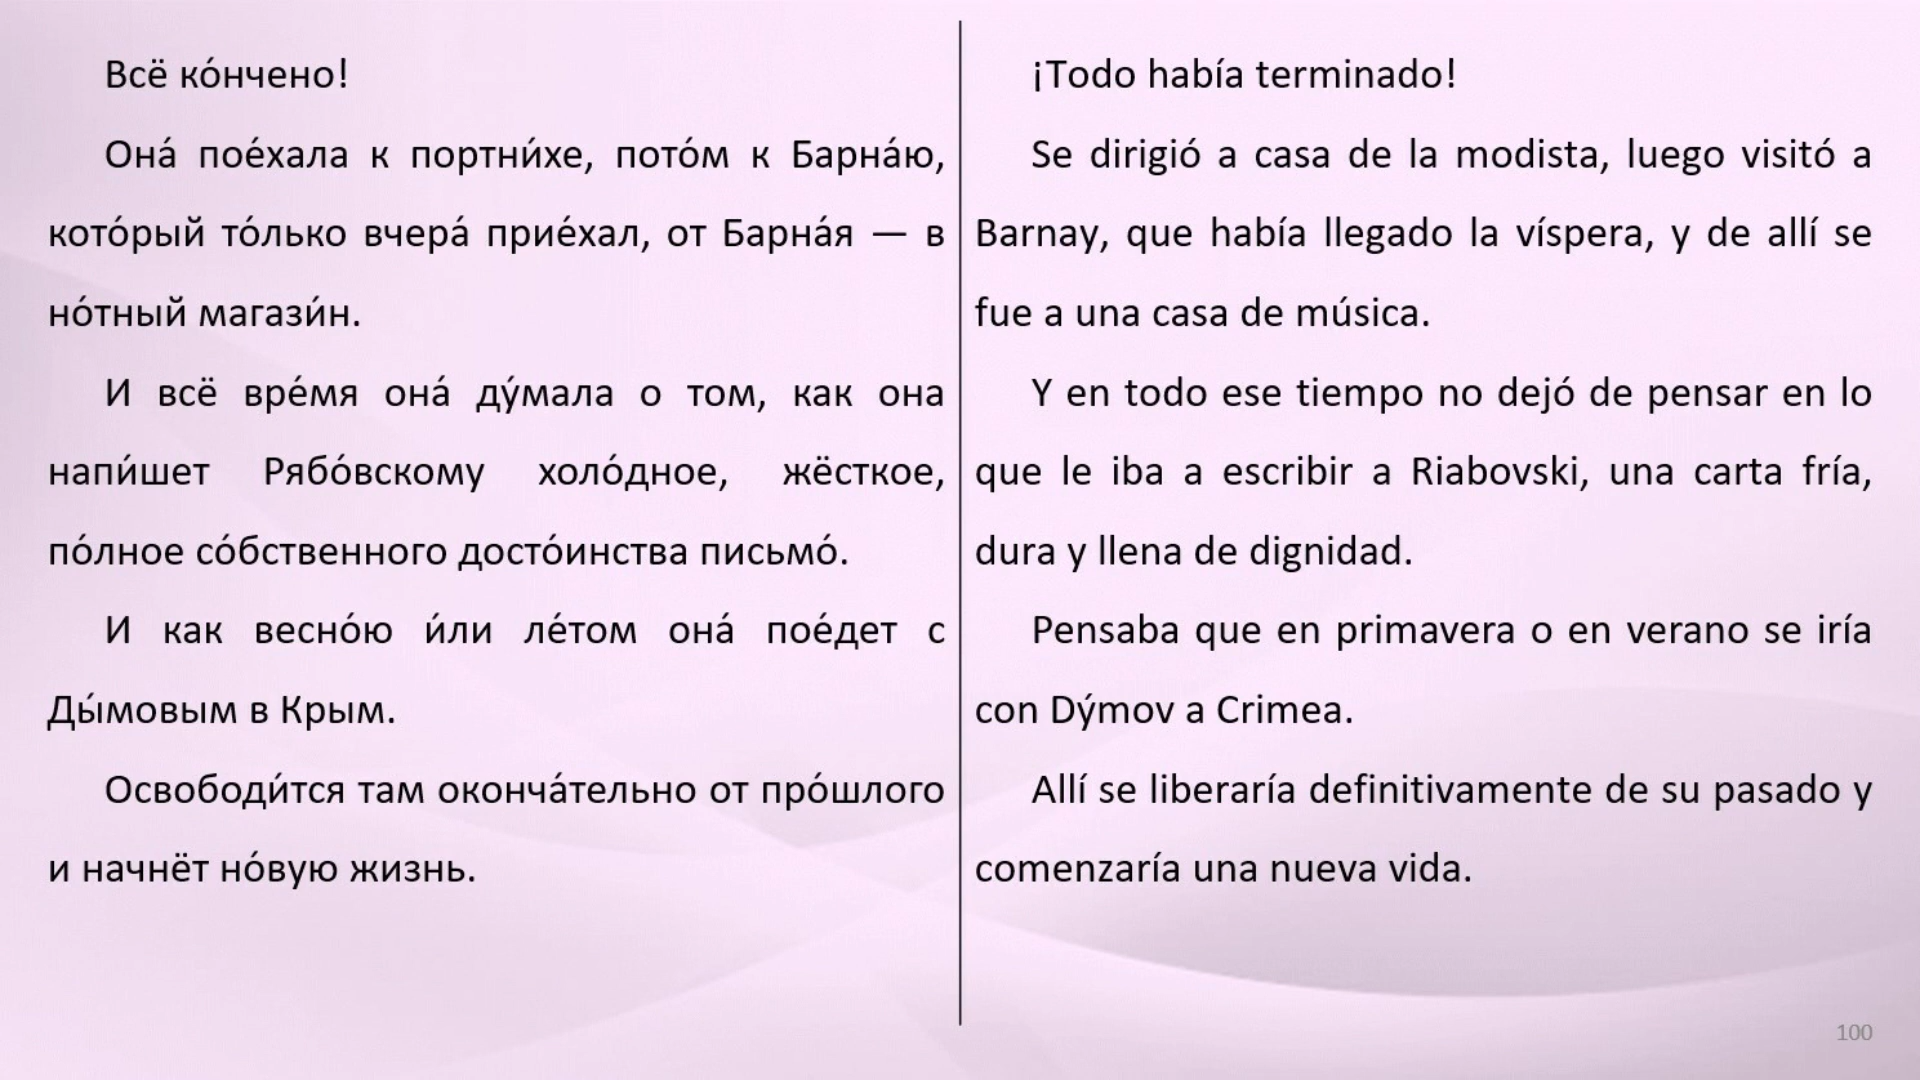 Всё ко́нчено!
Она́ пое́хала к портни́хе, пото́м к Барна́ю,
кото́рый то́лько вчера́ прие́хал, от Барна́я — в
но́тный магази́н.
И всё вре́мя она́ ду́мала о том, как она
напи́шет Рябо́вскому холо́дное, жёсткое,
по́лное со́бственного досто́инства письмо́.
И как весно́ю и́ли ле́том она́ пое́дет с
Ды́мовым в Крым.
Освободи́тся там оконча́тельно от про́шлого
и начнёт но́вую жизнь.
¡Todo había terminado!
Se dirigió a casa de la modista, luego visitó a
Barnay, que había llegado la víspera, y de allí se
fue a una casa de música.
Y en todo ese tiempo no dejó de pensar en lo
que le iba a escribir a Riabovski, una carta fría,
dura y llena de dignidad.
Pensaba que en primavera o en verano se iría
con Dýmov a Crimea.
Allí se liberaría definitivamente de su pasado y
comenzaría una nueva vida.
100